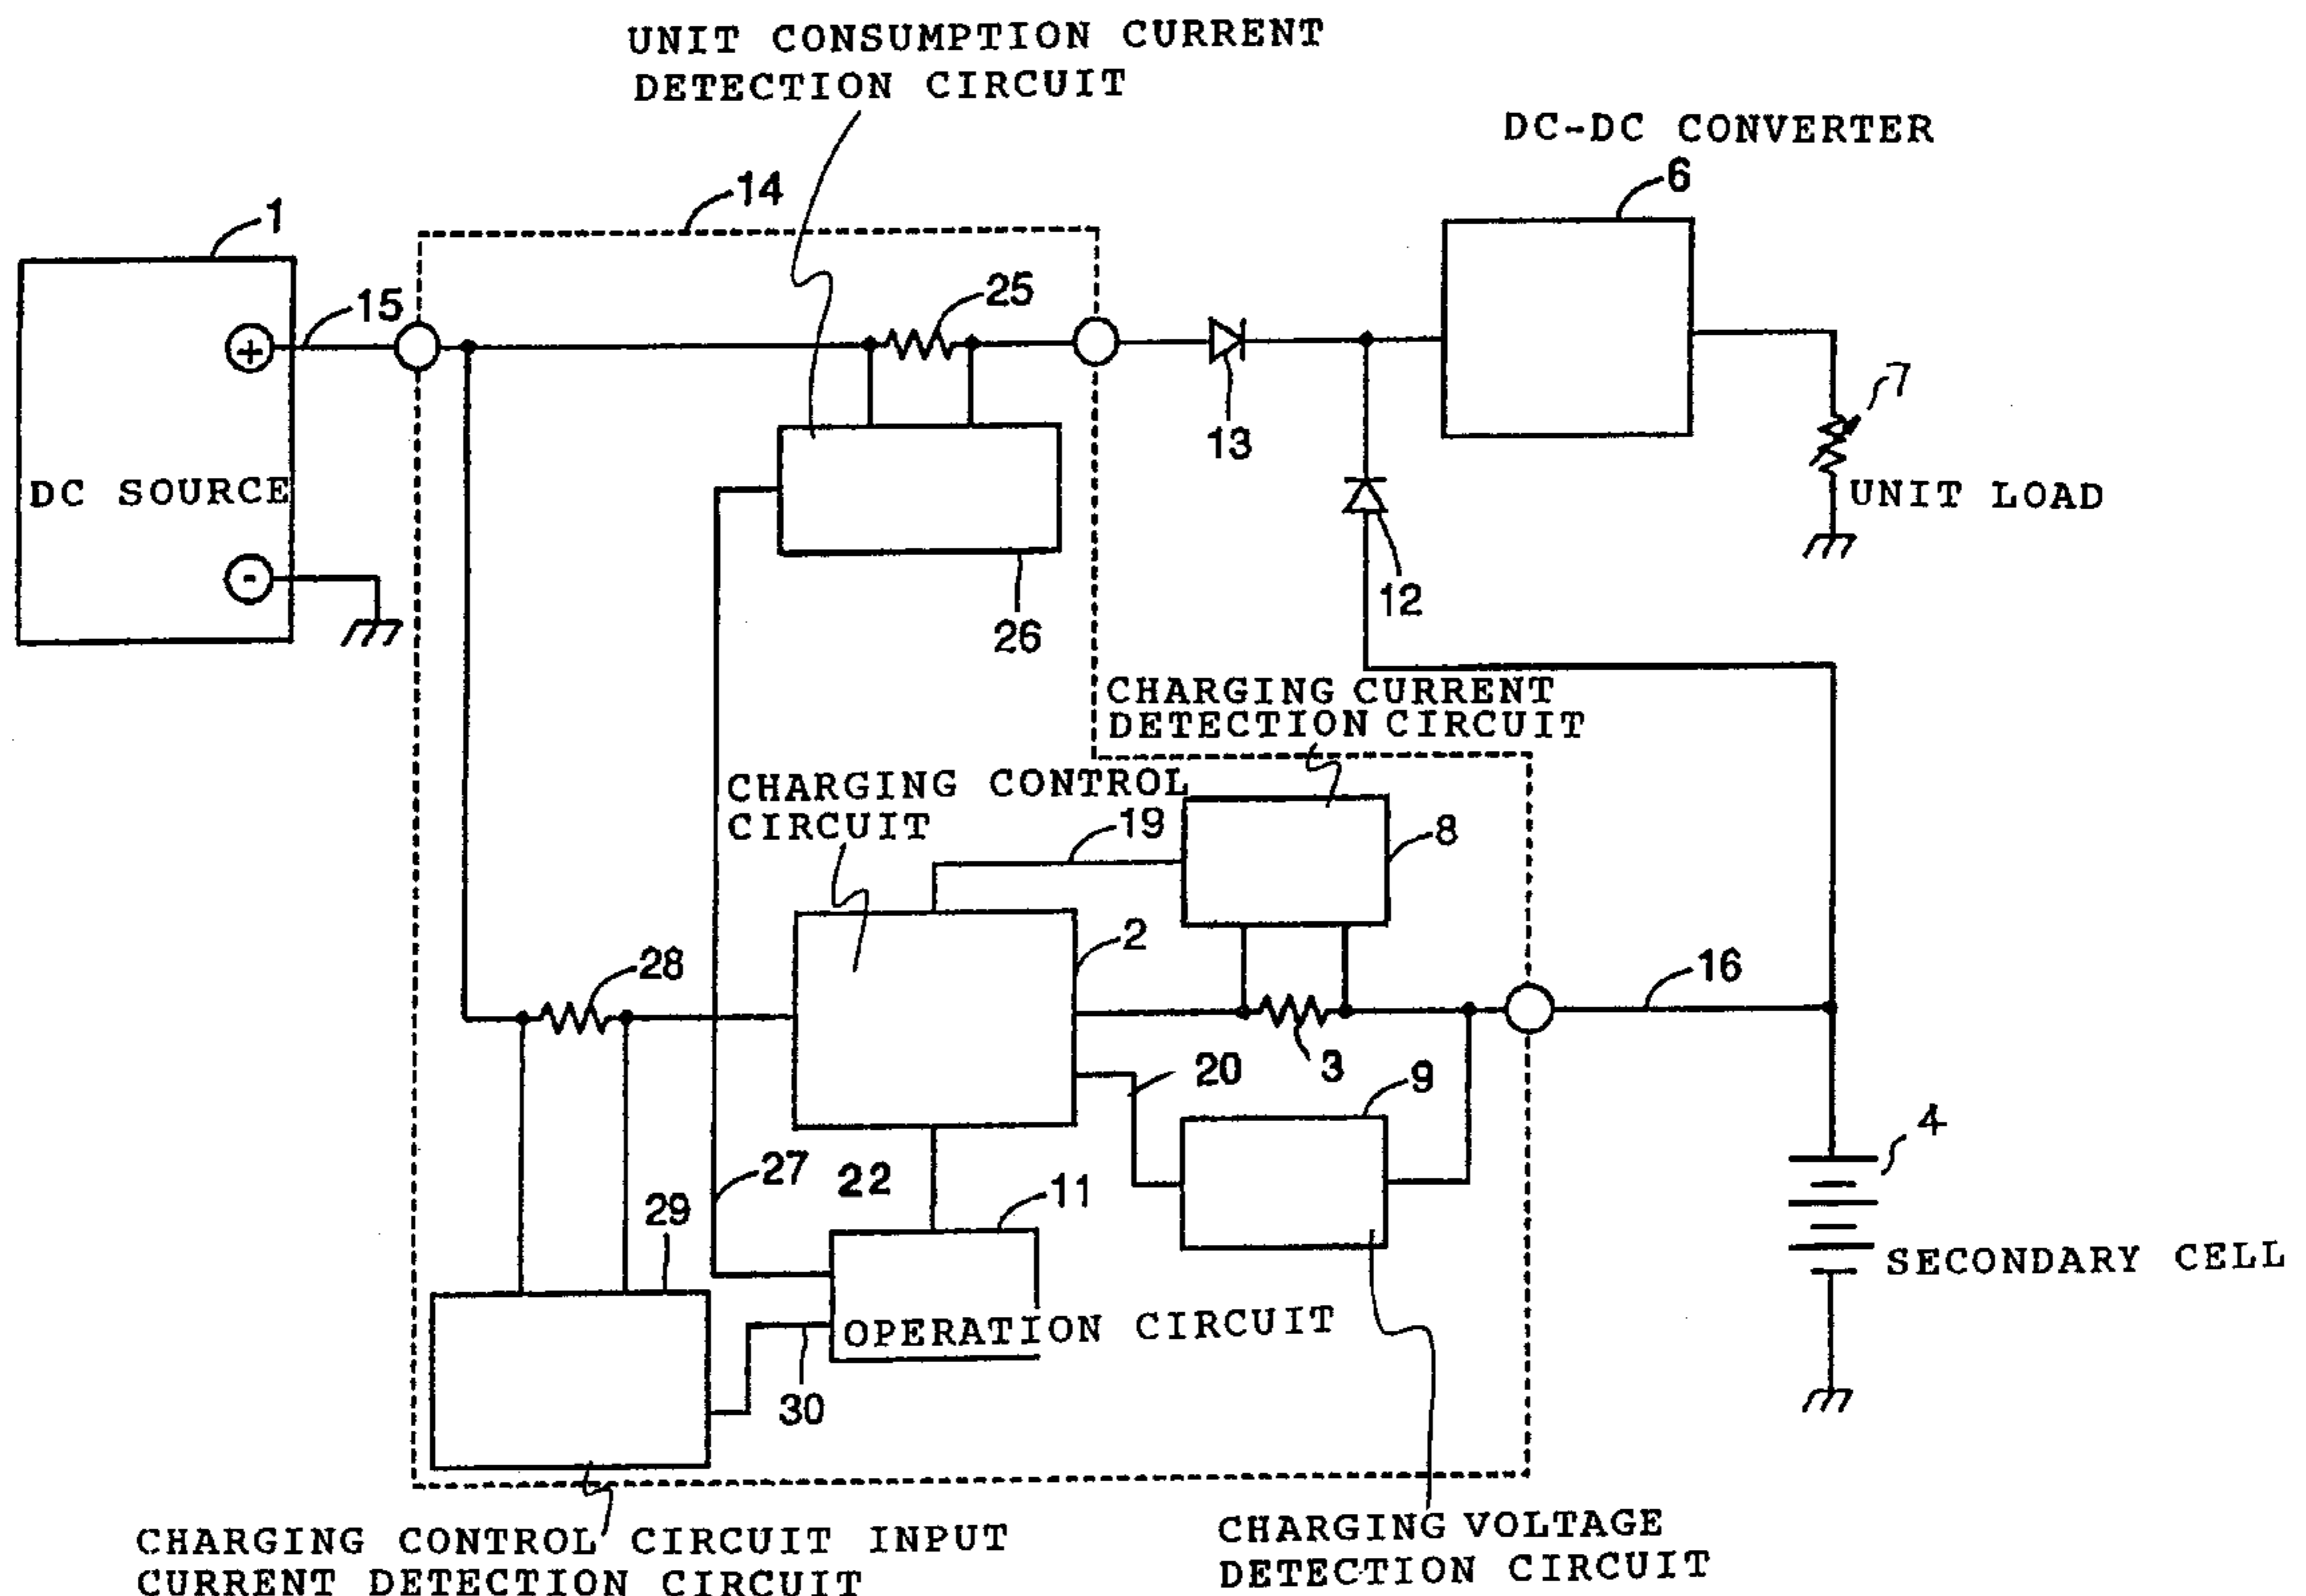 UNIT CONSUMPTION CURRENT
DETECTION CIRCUIT
DC-DC CONVERTER
6
14
1
15
25
+
13
7
DC SOURCE
UNIT LOAD
-
12
26
CHARGING CURRENT
DETECTION CIRCUIT
CHARGING CONTROL
CIRCUIT
19
8
2
28
16
3
20
9
4
27
22
11
29
SECONDARY CELL
OPERATION CIRCUIT
30
CHARGING CONTROL CIRCUIT INPUT
CURRENT DETECTION CIRCUIT
CHARGING VOLTAGE
DETECTION CIRCUIT